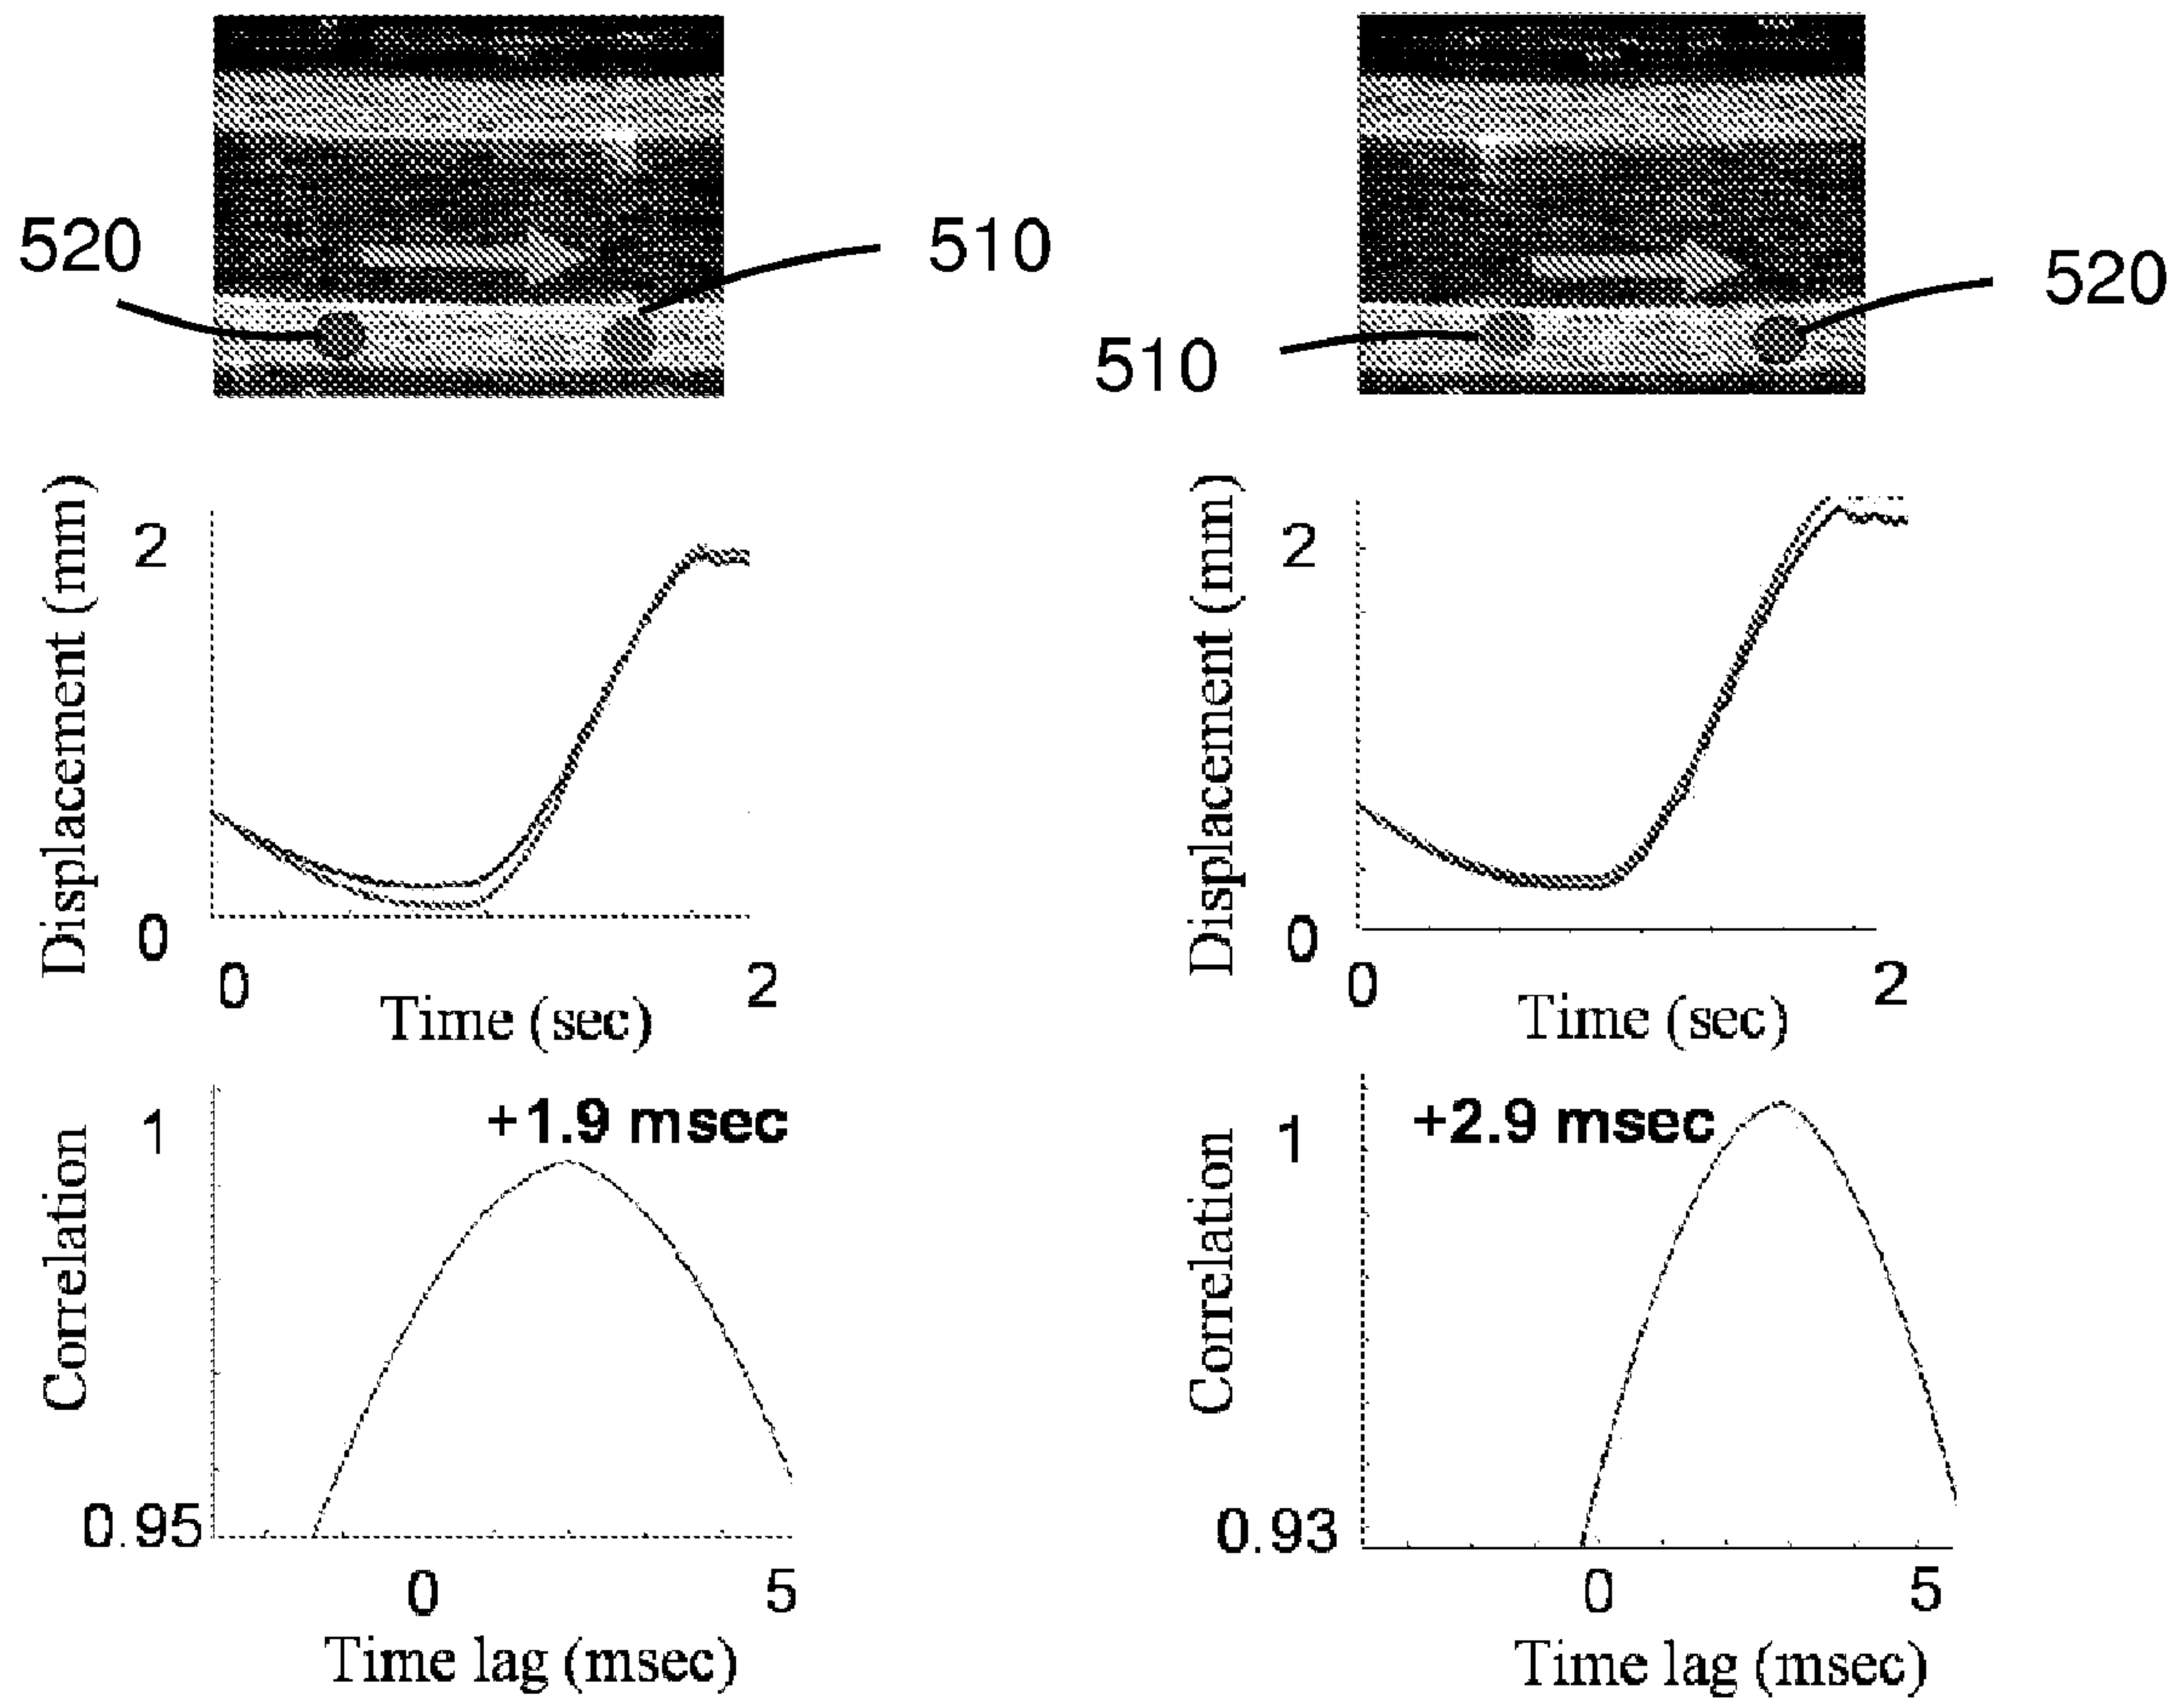 520
510
510
520
Displacement (mm)
2
0
0
2
Time (sec)
Displacement (mm)
2
0
0
2
Time (sec)
Correlation
1
+1.9 msec
0.95
0
5
Time lag (msec)
Correlation
1
+2.9 msec
0.93
0
5
Time lag (msec)